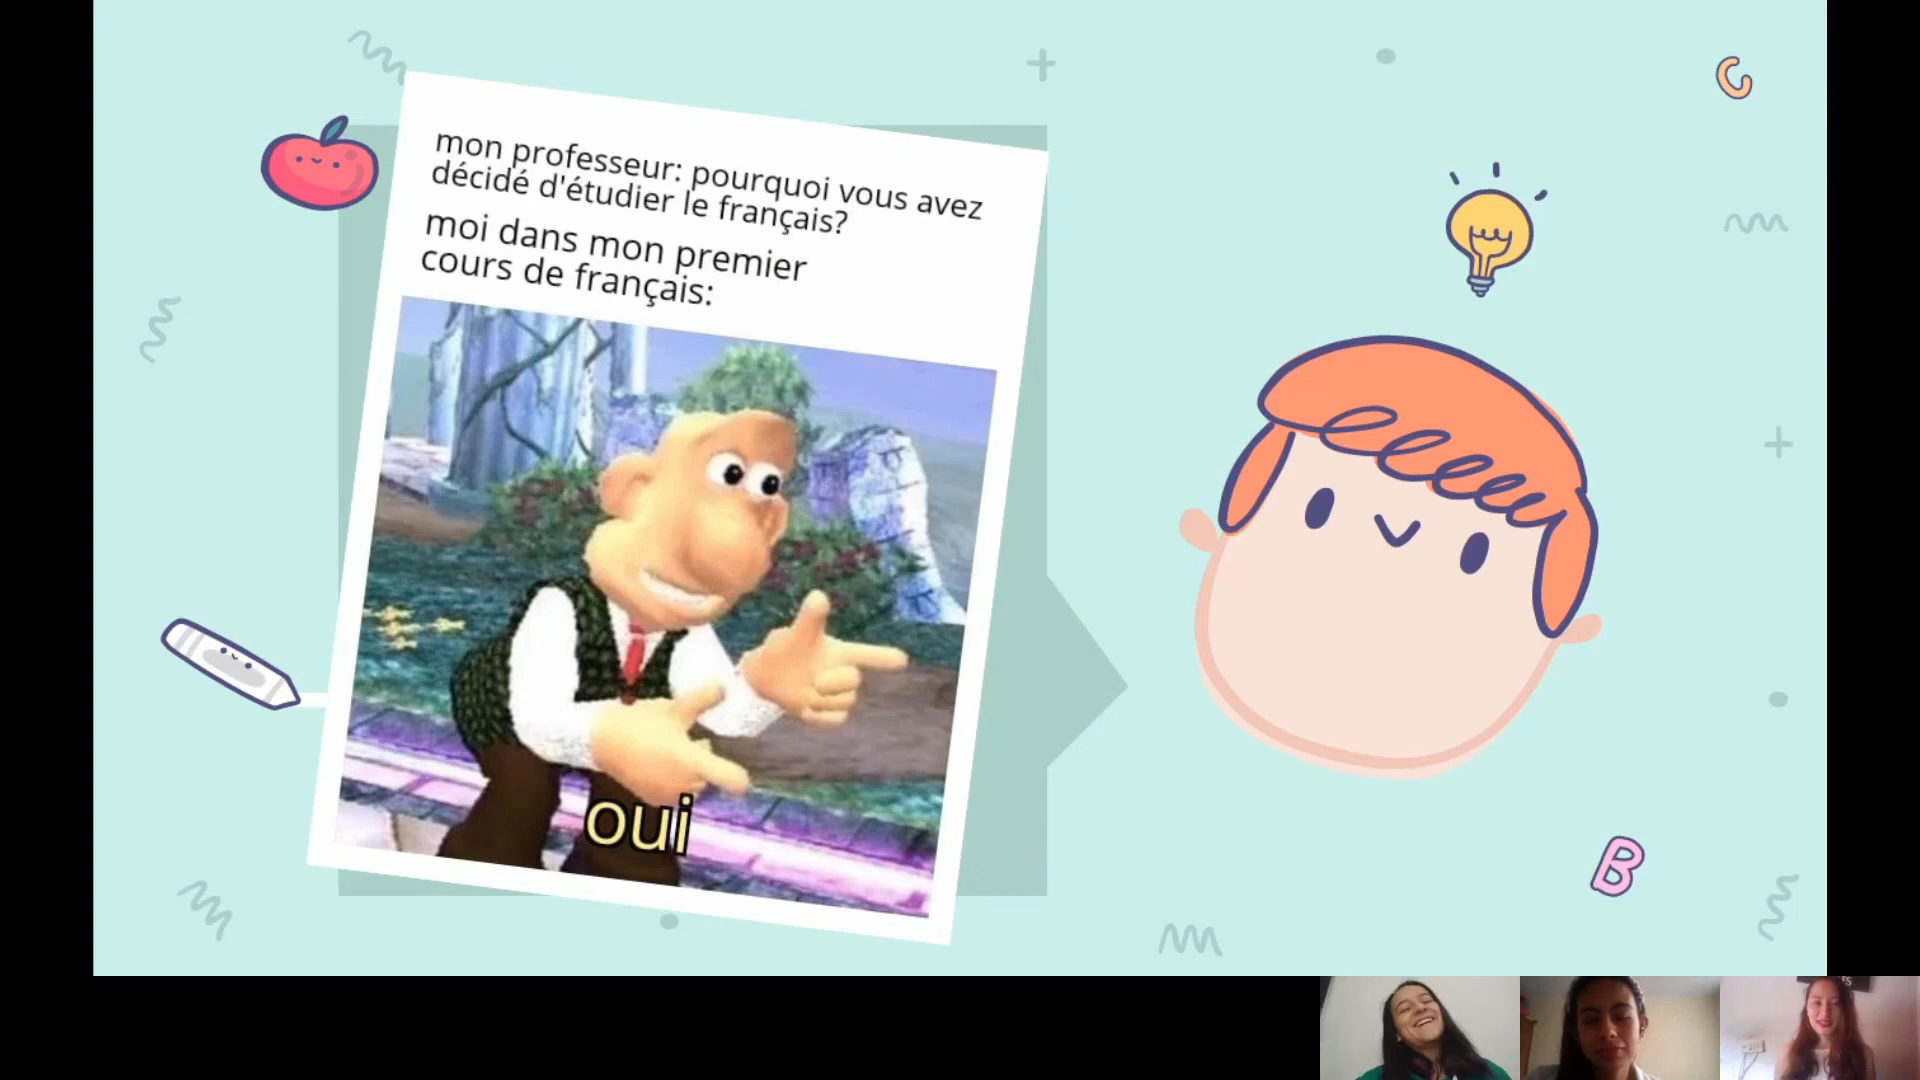 mon professeur: pourquoi vous avez
décidé d'étudier le français?
moi dans mon premier
cours de français:
oui
C
B